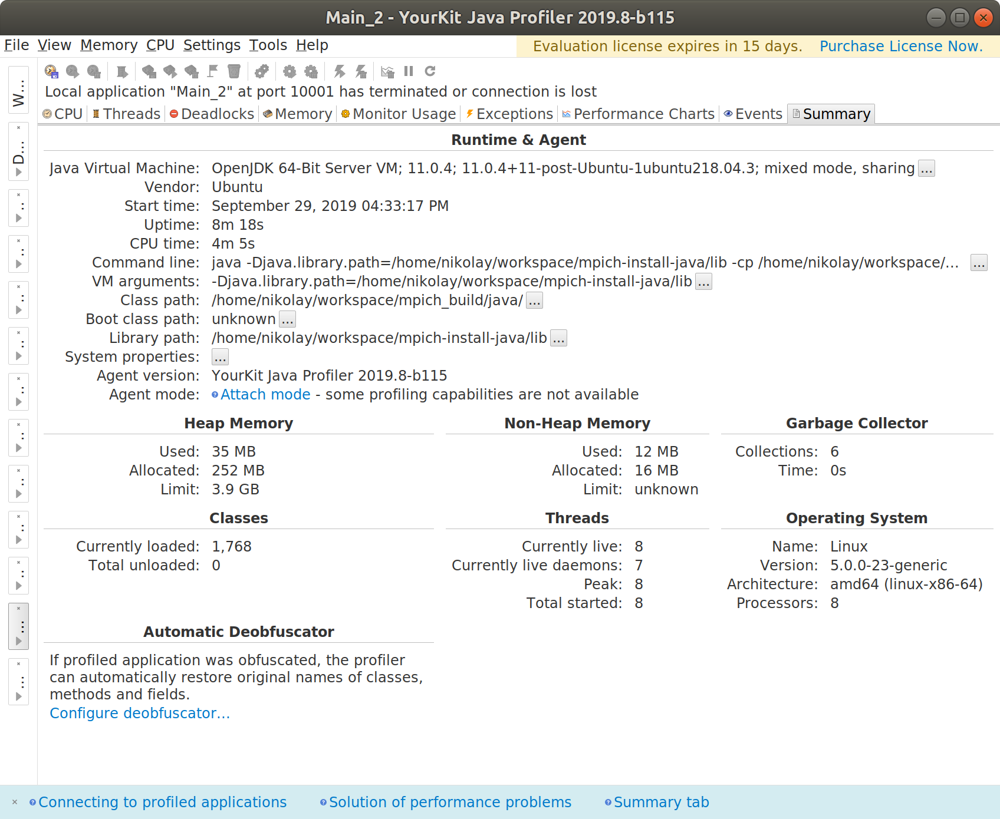 Main_2 - YourKit Java Profiler 2019.8-b115
File View Memory CPU Settings Tools Help
Evaluation license expires in 15 days. Purchase License Now.
Local application "Main_2" at port 10001 has terminated or connection is lost
CPU Threads Deadlocks Memory Monitor Usage Exceptions Performance Charts Events Summary
W...
D...
Runtime & Agent
Java Virtual Machine: OpenJDK 64-Bit Server VM; 11.0.4; 11.0.4+11-post-Ubuntu-1ubuntu218.04.3; mixed mode, sharing ...
Vendor: Ubuntu
Start time: September 29, 2019 04:33:17 PM
Uptime: 8m 18s
CPU time: 4m 5s
Command line: java -Djava.library.path=/home/nikolay/workspace/mpich-install-java/lib -cp /home/nikolay/workspace/... ...
VM arguments: -Djava.library.path=/home/nikolay/workspace/mpich-install-java/lib ...
Class path: /home/nikolay/workspace/mpich_build/java/ ...
Boot class path: unknown ...
Library path: /home/nikolay/workspace/mpich-install-java/lib ...
System properties: ...
Agent version: YourKit Java Profiler 2019.8-b115
Agent mode: Attach mode - some profiling capabilities are not available
Heap Memory
Used: 35 MB
Allocated: 252 MB
Limit: 3.9 GB
Non-Heap Memory
Used: 12 MB
Allocated: 16 MB
Limit: unknown
Garbage Collector
Collections: 6
Time: 0s
Classes
Currently loaded: 1,768
Total unloaded: 0
Threads
Currently live: 8
Currently live daemons: 7
Peak: 8
Total started: 8
Operating System
Name: Linux
Version: 5.0.0-23-generic
Architecture: amd64 (linux-x86-64)
Processors: 8
Automatic Deobfuscator
If profiled application was obfuscated, the profiler
can automatically restore original names of classes,
methods and fields.
Configure deobfuscator...
Connecting to profiled applications Solution of performance problems Summary tab